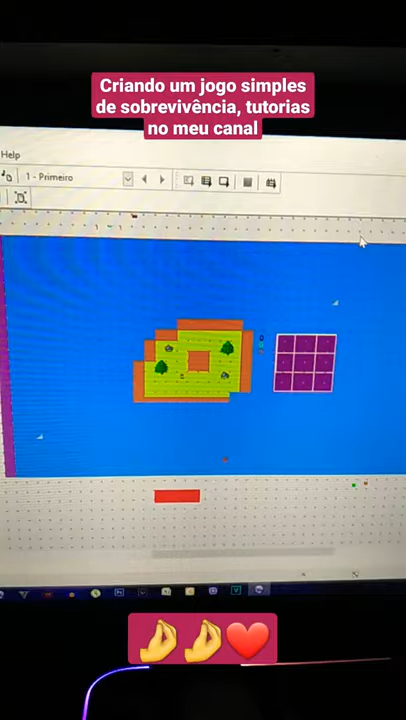 Criando um jogo simples
de sobrevivência, tutorias
no meu canal
Help
1 - Primeiro
🤌🤌❤️